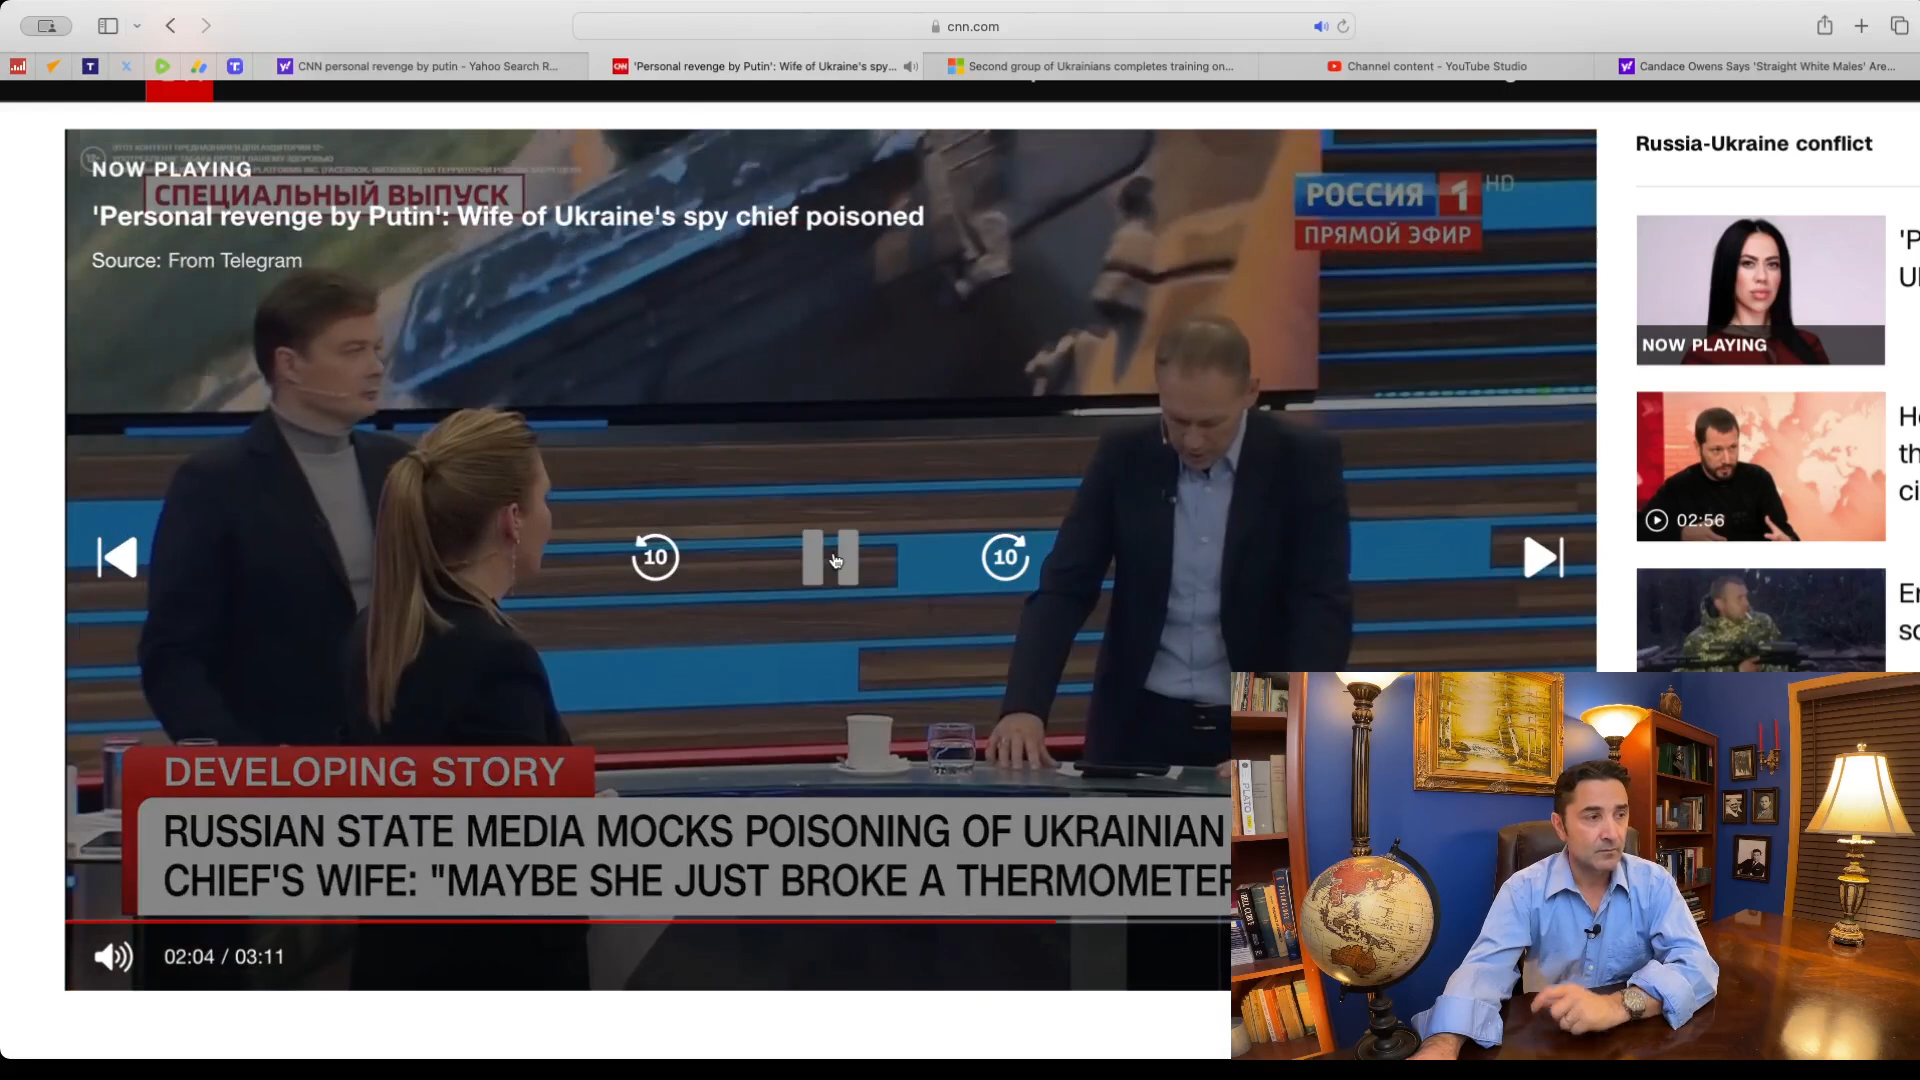 cnn.com
CNN personal revenge by putin - Yahoo Search R...
'Personal revenge by Putin': Wife of Ukraine's spy...
Second group of Ukrainians completes training on...
Channel content - YouTube Studio
Candace Owens Says 'Straight White Males' Are...
NOW PLAYING
СПЕЦИАЛЬНЫЙ ВЫПУСК
'Personal revenge by Putin': Wife of Ukraine's spy chief poisoned
Source: From Telegram
РОССИЯ 1 HD
ПРЯМОЙ ЭФИР
Russia-Ukraine conflict
'P
NOW PLAYING
02:56
10
10
DEVELOPING STORY
RUSSIAN STATE MEDIA MOCKS POISONING OF UKRAINIAN
CHIEF'S WIFE: "MAYBE SHE JUST BROKE A THERMOMETER
02:04 / 03:11
PLATO